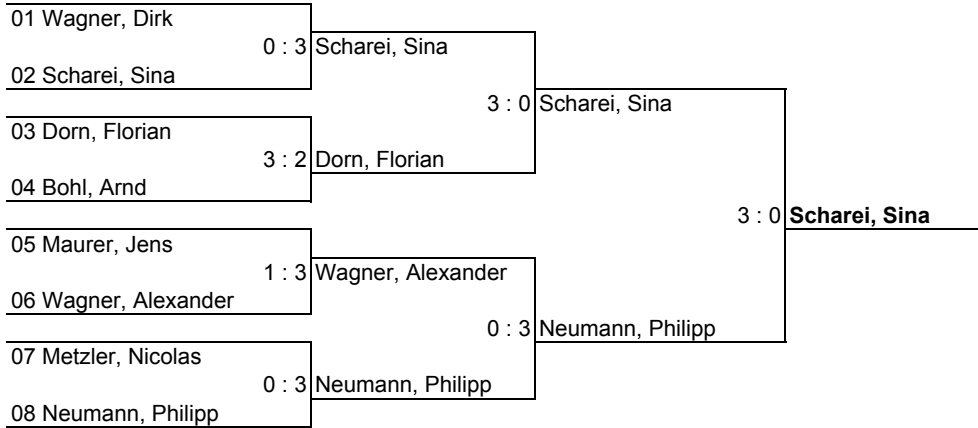 01 Wagner, Dirk
0 : 3 Scharei, Sina
02 Scharei, Sina
3 : 0 Scharei, Sina
03 Dorn, Florian
3 : 2 Dorn, Florian
04 Bohl, Arnd
3 : 0 Scharei, Sina
05 Maurer, Jens
1 : 3 Wagner, Alexander
06 Wagner, Alexander
0 : 3 Neumann, Philipp
07 Metzler, Nicolas
0 : 3 Neumann, Philipp
08 Neumann, Philipp